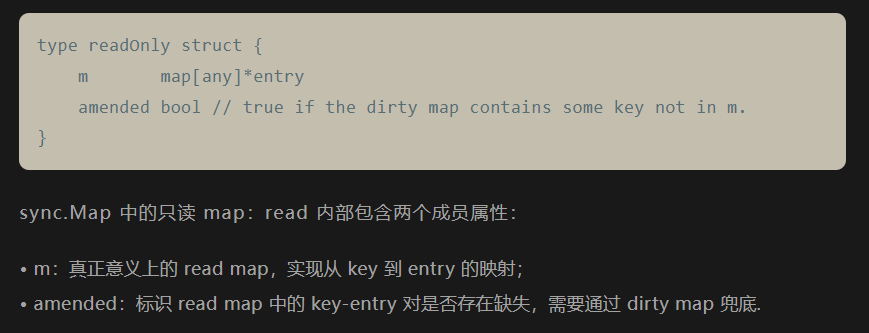 type readOnly struct {
    m       map[any]*entry
    amended bool // true if the dirty map contains some key not in m.
}
sync.Map 中的只读 map：read 内部包含两个成员属性：
• m：真正意义上的 read map，实现从 key 到 entry 的映射；
• amended：标识 read map 中的 key-entry 对是否存在缺失，需要通过 dirty map 兜底.